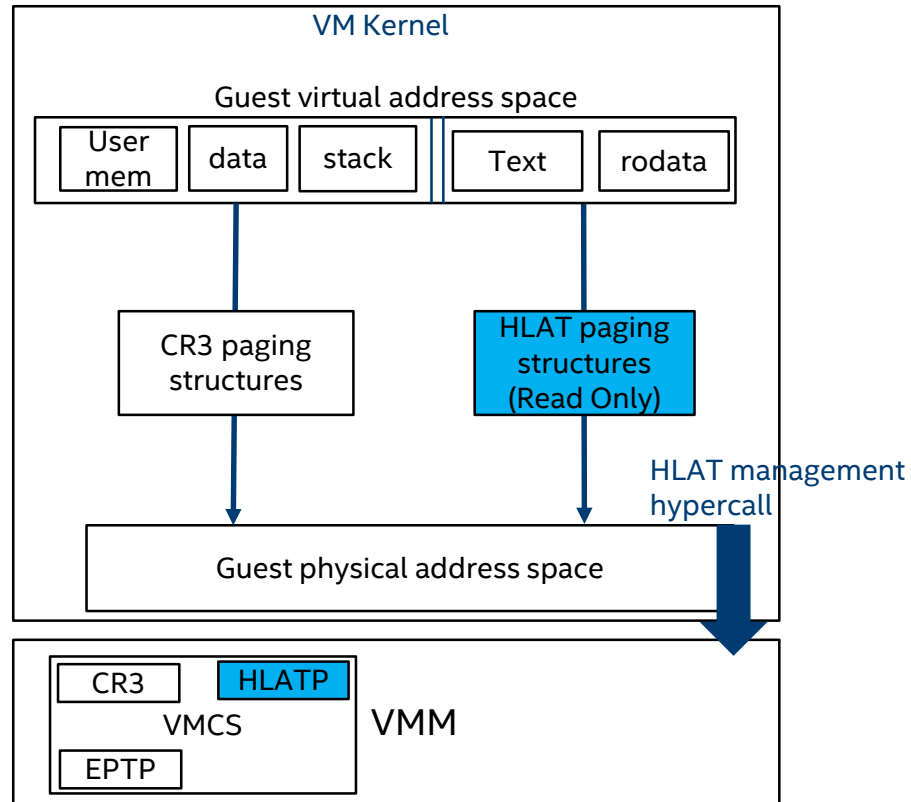 VM Kernel
Guest virtual address space
User
mem
data
stack
Text
rodata
CR3 paging
structures
HLAT paging
structures
(Read Only)
HLAT management
hypercall
Guest physical address space
CR3
HLATP
VMCS
VMM
EPTP